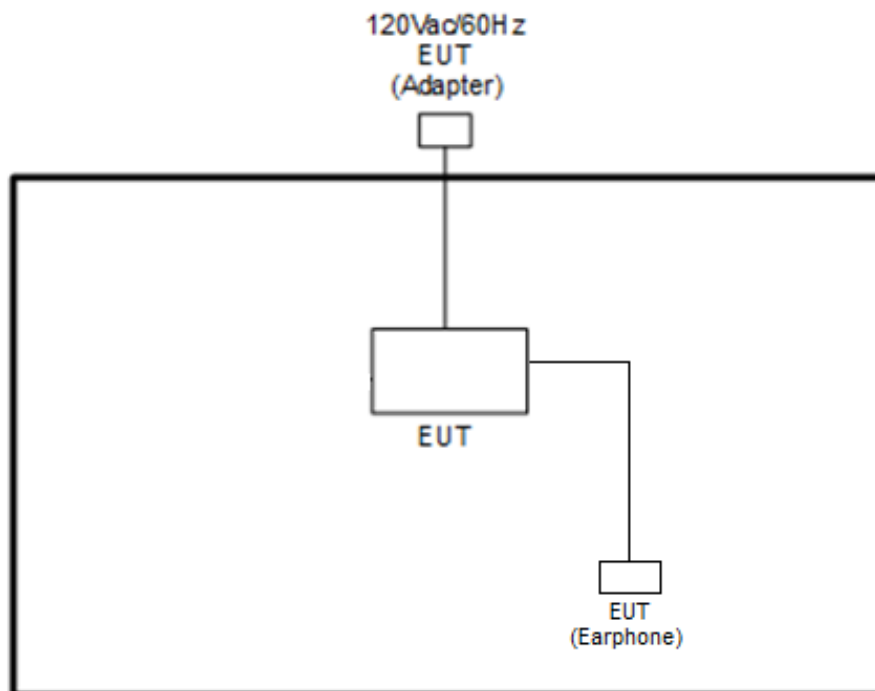 120Vac/60Hz
EUT
(Adapter)
EUT
EUT
(Earphone)